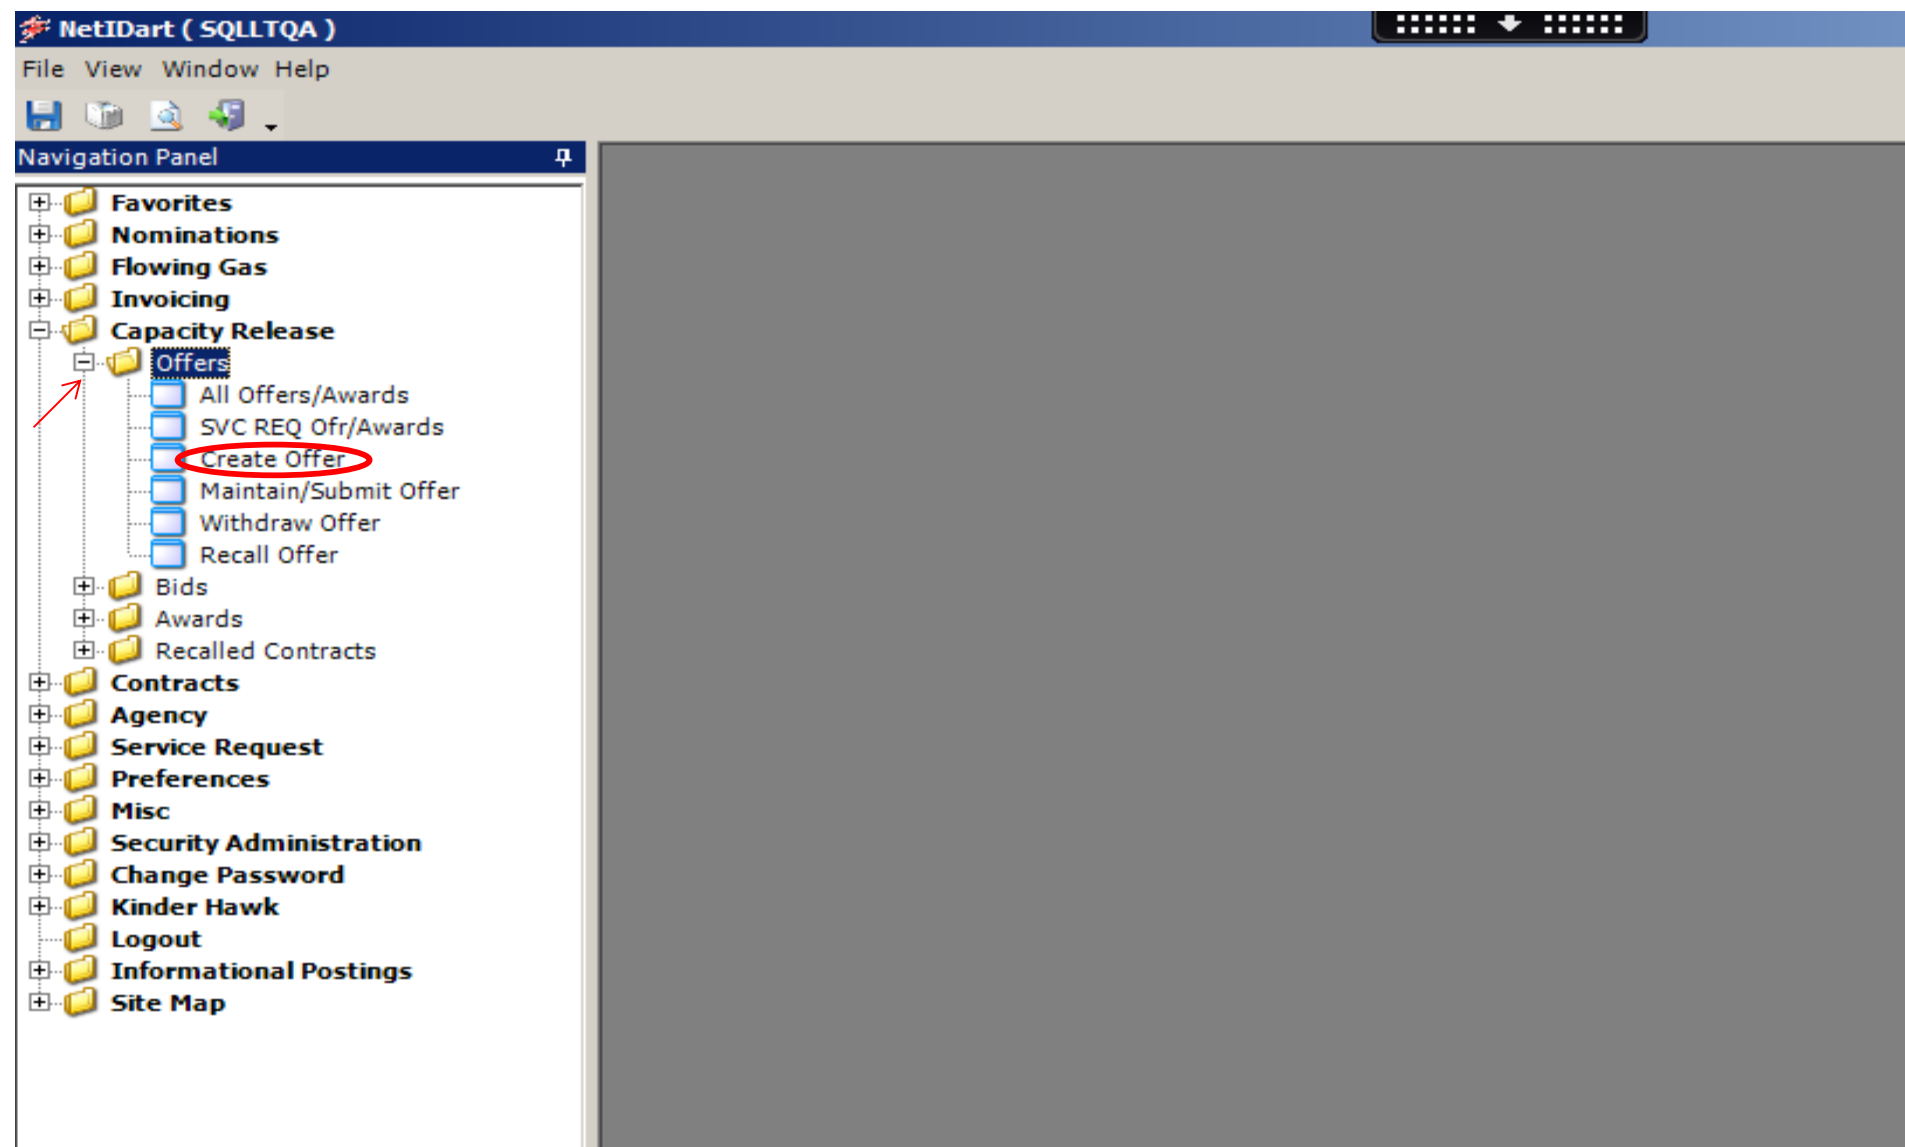 NetIDart ( SQLLTQA )
File View Window Help
Navigation Panel
Favorites
Nominations
Flowing Gas
Invoicing
Capacity Release
Offers
All Offers/Awards
SVC REQ Ofr/Awards
Create Offer
Maintain/Submit Offer
Withdraw Offer
Recall Offer
Bids
Awards
Recalled Contracts
Contracts
Agency
Service Request
Preferences
Misc
Security Administration
Change Password
Kinder Hawk
Logout
Informational Postings
Site Map